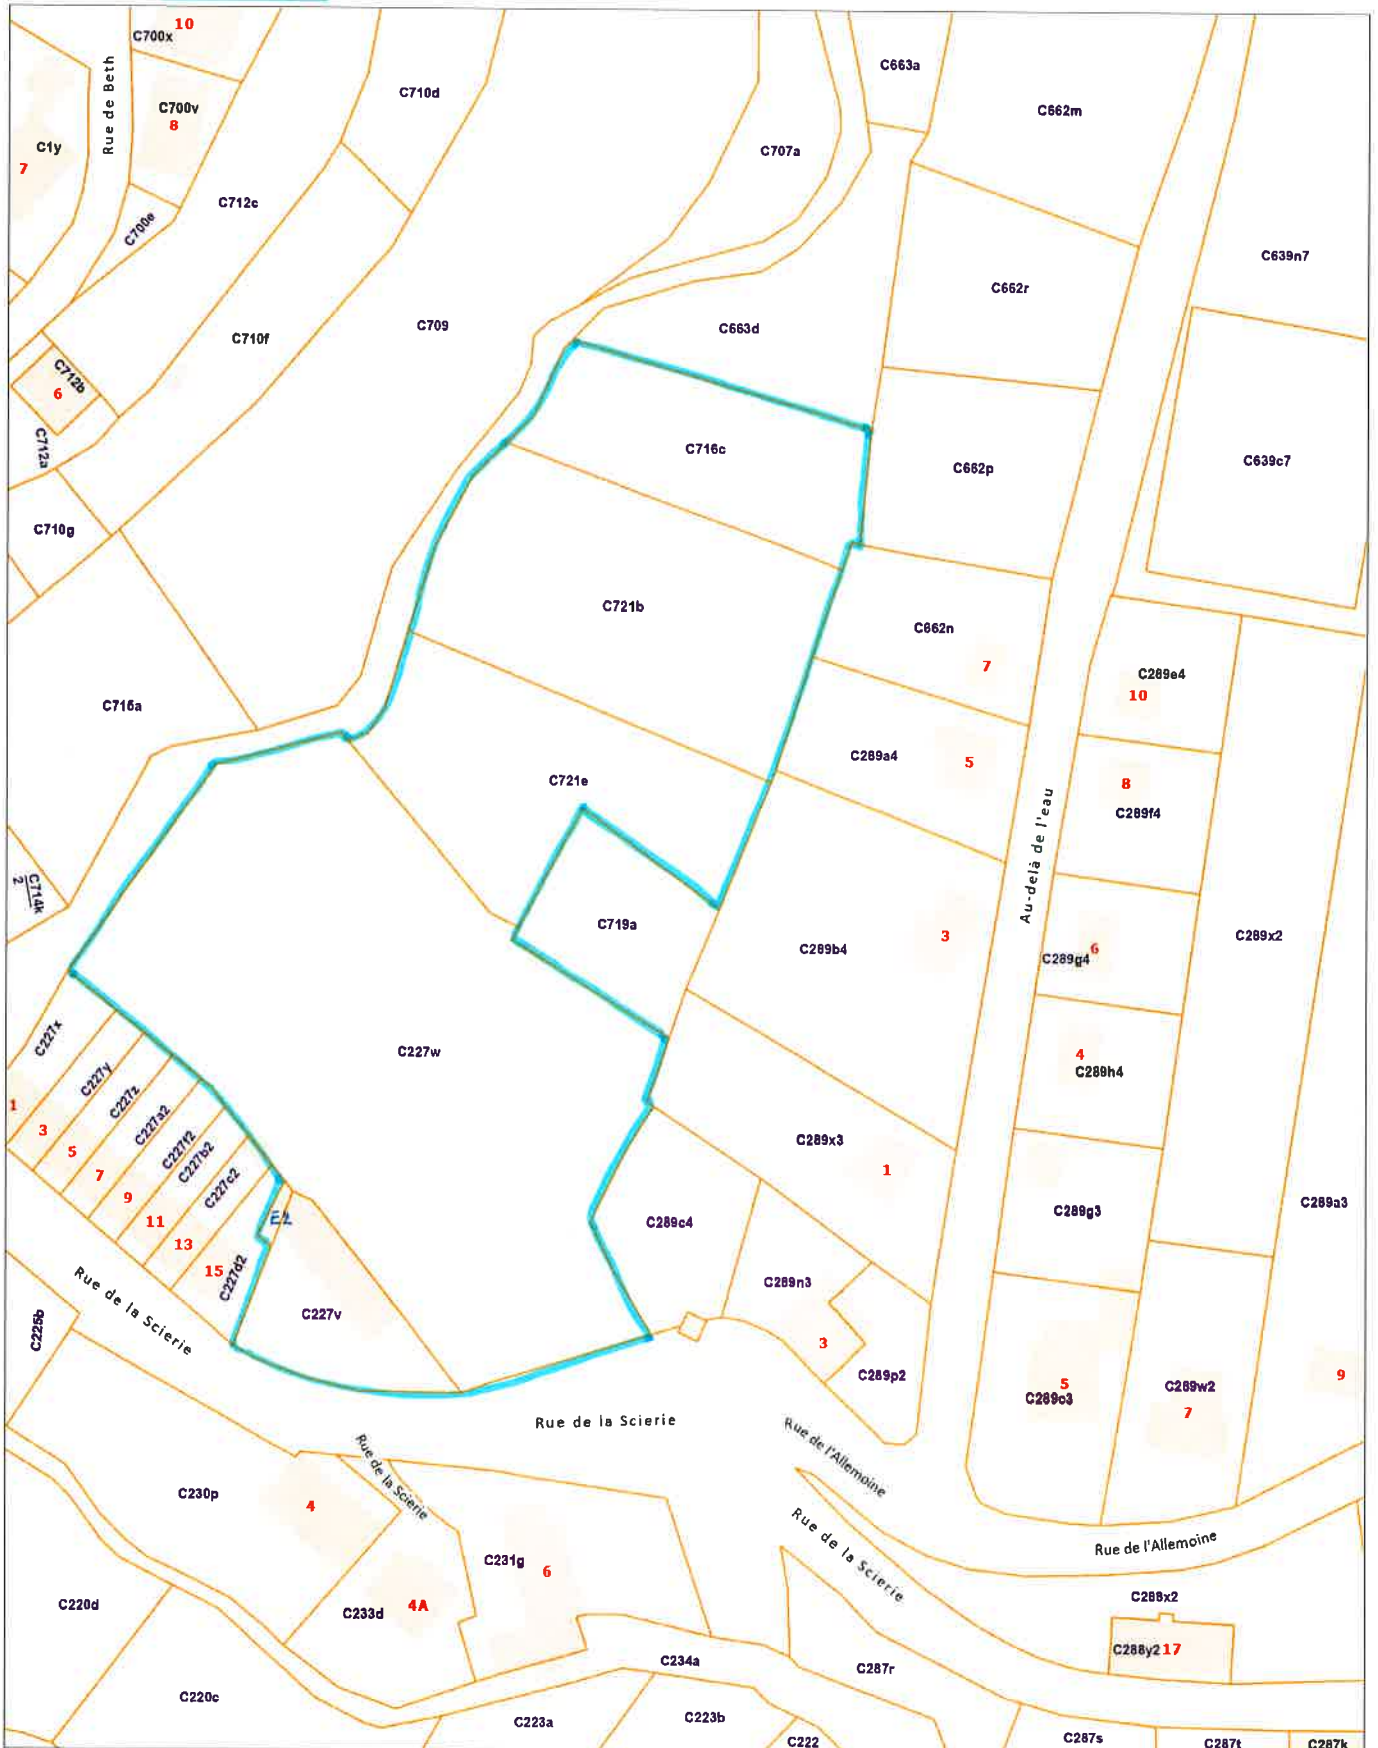 10
C700x
Rue de Beth
C663a
C710d
C700v
8
C662m
C1y
7
C707a
C712c
C700e
C639n7
C662r
C709
C663d
C710f
C712b
6
C712a
C716c
C662p
C639c7
C710g
C721b
C662n
7
C289e4
10
C715a
C289a4
5
C721e
8
C289f4
Au-delà de l'eau
C714k
2
C719a
C289b4
3
C289x2
C289g4
6
C227x
C227w
4
C289h4
C227y
C227z
C227a2
C227f2
C227b2
C227c2
C227d2
1
3
5
7
9
11
13
15
C289x3
1
E2
C289c4
C289g3
C289a3
C289n3
3
C227v
Rue de la Scierie
C225b
C289p2
5
C289o3
C289w2
7
9
Rue de la Scierie
Rue de l'Allemoine
Rue de la Scierie
C230p
4
Rue de la Scierie
Rue de l'Allemoine
C231g
6
C220d
C233d
4A
C288x2
C288y2
17
C234a
C287r
C220c
C223a
C223b
C222
C287s
C287t
C287k